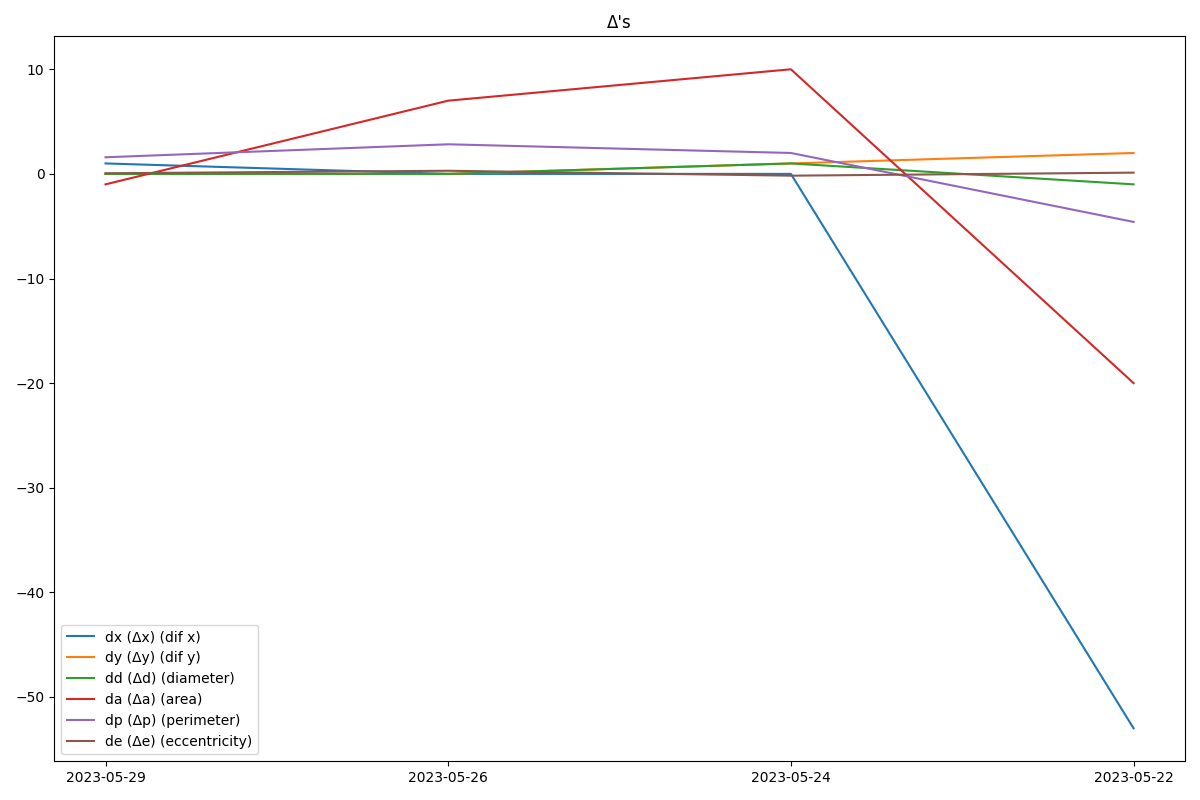 Δ's
10
0
−10
−20
−30
−40
−50
dx (Δx) (dif x)
dy (Δy) (dif y)
dd (Δd) (diameter)
da (Δa) (area)
dp (Δp) (perimeter)
de (Δe) (eccentricity)
2023-05-29 2023-05-26 2023-05-24 2023-05-22